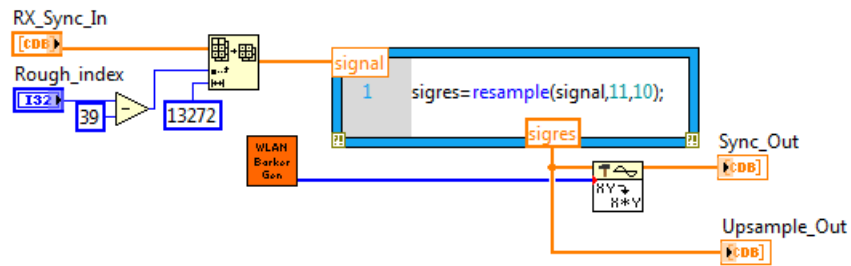 RX_Sync_In
[CDB]
Rough_index
I32
39
-
13272
signal
1 sigres=resample(signal,11,10);
sigres
WLAN
Barker
Gen
XY
X*Y
Sync_Out
CDB]
Upsample_Out
CDB]